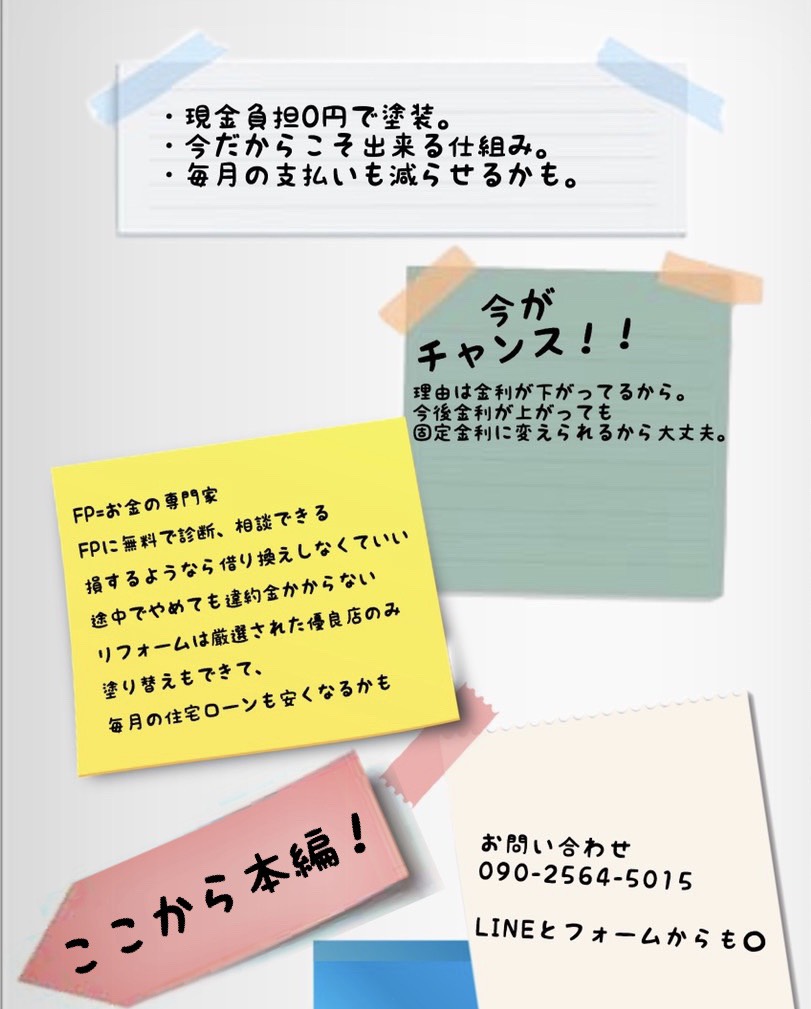 ・現金負担0円で塗装。
・今だからこそ出来る仕組み。
・毎月の支払いも減らせるかも。
今が
チャンス！！
理由は金利が下がってるから。
今後金利が上がっても
固定金利に変えられるから大丈夫。
FP=お金の専門家
FPに無料で診断、相談できる
損するようなら借り換えしなくていい
途中でやめても違約金かからない
リフォームは厳選された優良店のみ
塗り替えもできて、
毎月の住宅ローンも安くなるかも
ここから本編！
お問い合わせ
090-2564-5015
LINEとフォームからも〇